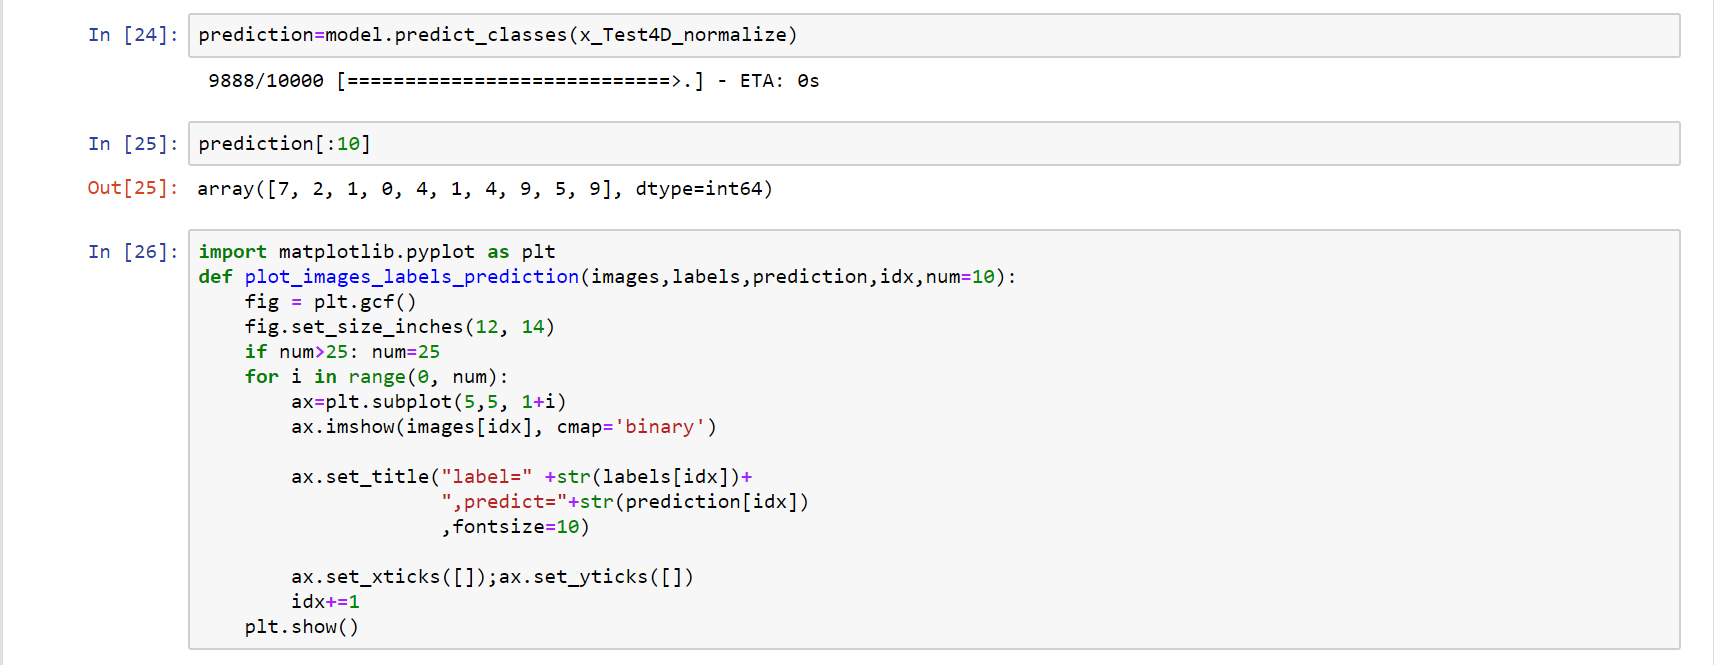 In [24]: prediction=model.predict_classes(x_Test4D_normalize)
9888/10000 [============================>.] - ETA: 0s
In [25]: prediction[:10]
Out[25]: array([7, 2, 1, 0, 4, 1, 4, 9, 5, 9], dtype=int64)
In [26]: import matplotlib.pyplot as plt
def plot_images_labels_prediction(images,labels,prediction,idx,num=10):
    fig = plt.gcf()
    fig.set_size_inches(12, 14)
    if num>25: num=25
    for i in range(0, num):
        ax=plt.subplot(5,5, 1+i)
        ax.imshow(images[idx], cmap='binary')
        ax.set_title("label=" +str(labels[idx])+
                     ",predict="+str(prediction[idx])
                     ,fontsize=10)
        ax.set_xticks([]);ax.set_yticks([])
        idx+=1
    plt.show()